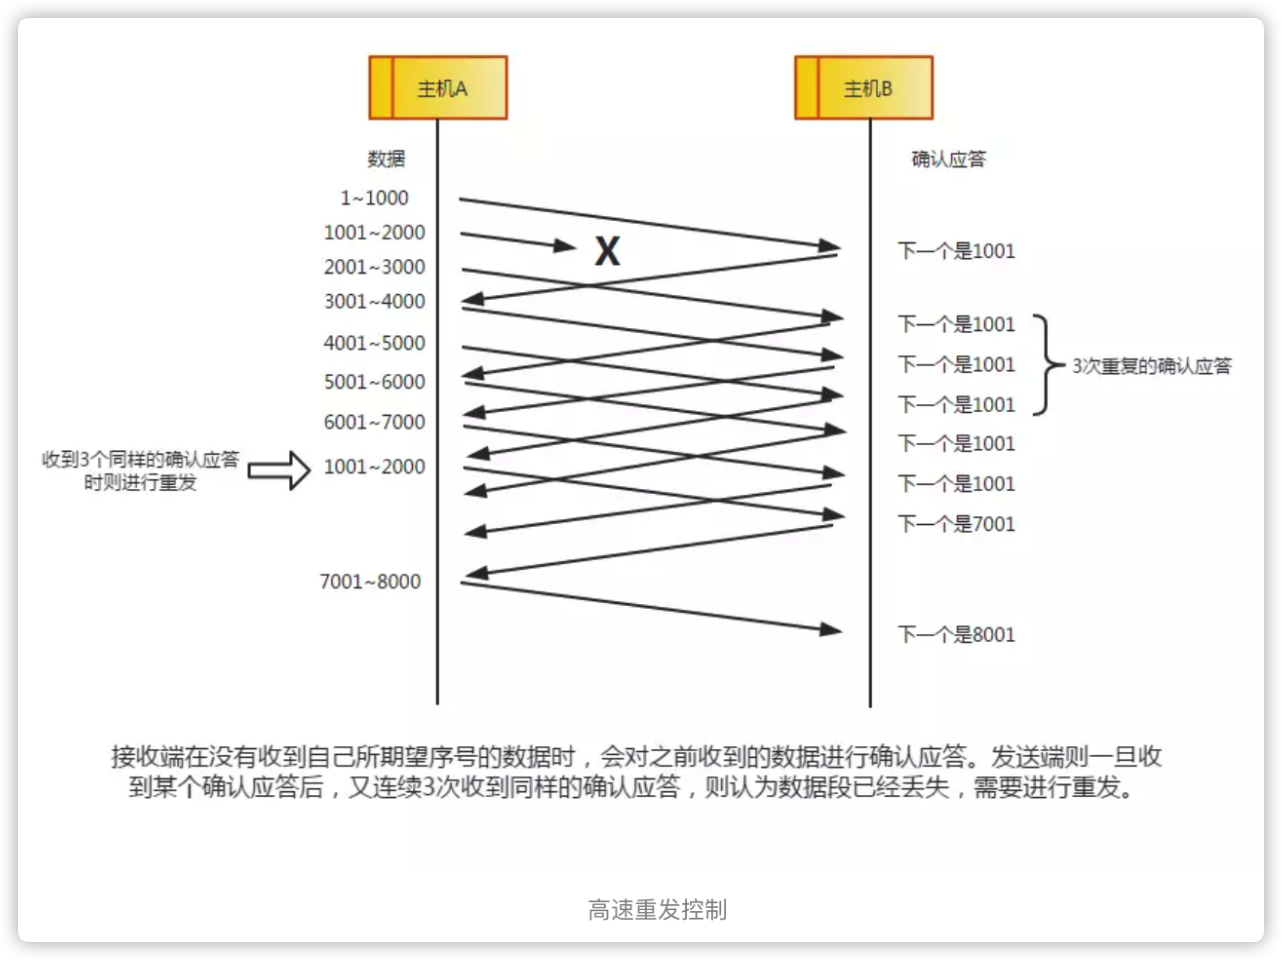 主机A
主机B
数据
确认应答
1~1000
1001~2000
X
下一个是1001
2001~3000
3001~4000
下一个是1001
4001~5000
下一个是1001
3次重复的确认应答
5001~6000
下一个是1001
6001~7000
下一个是1001
收到3个同样的确认应答
时则进行重发
1001~2000
下一个是1001
下一个是7001
7001~8000
下一个是8001
接收端在没有收到自己所期望序号的数据时，会对之前收到的数据进行确认应答。发送端则一旦收
到某个确认应答后，又连续3次收到同样的确认应答，则认为数据段已经丢失，需要进行重发。
高速重发控制